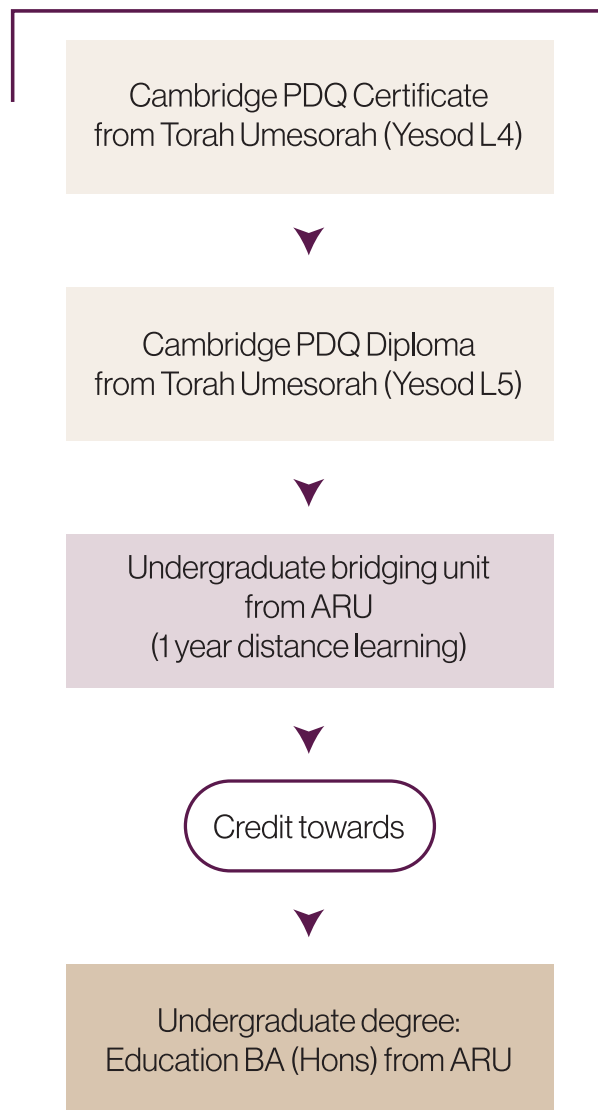 Cambridge PDQ Certificate
from Torah Umesorah (Yesod L4)
Cambridge PDQ Diploma
from Torah Umesorah (Yesod L5)
Undergraduate bridging unit
from ARU
(1 year distance learning)
Credit towards
Undergraduate degree:
Education BA (Hons) from ARU